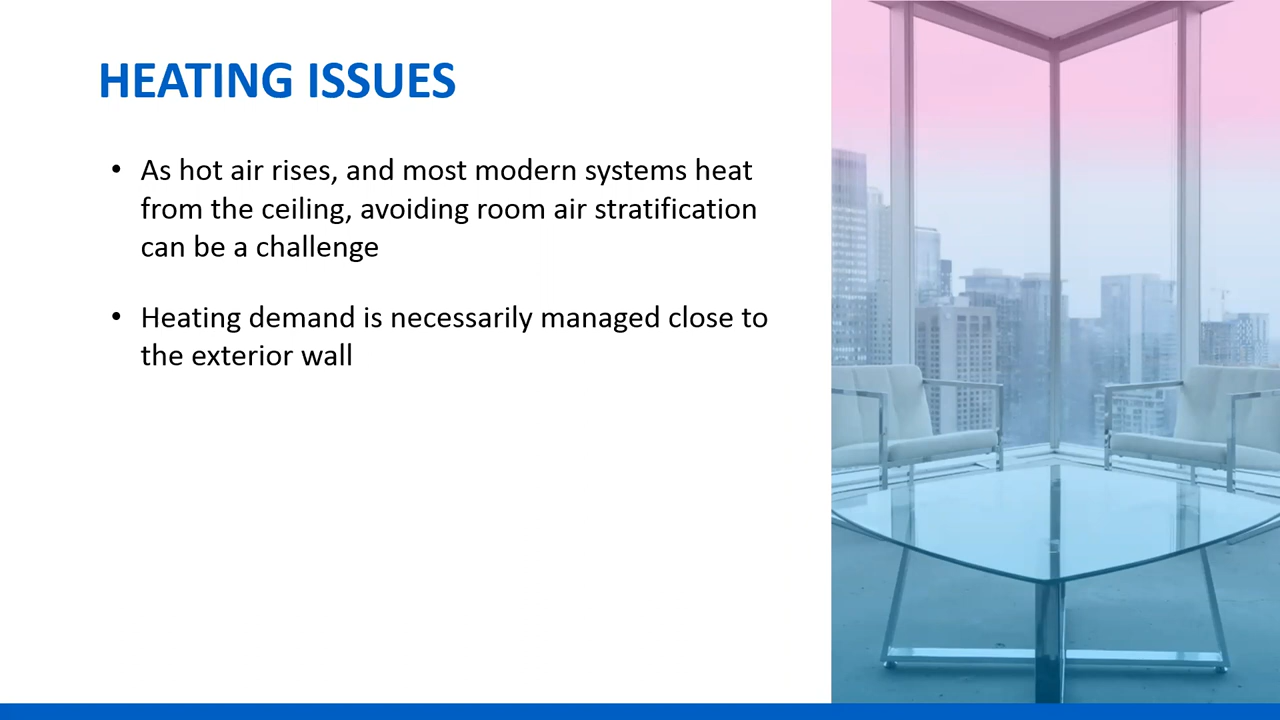 HEATING ISSUES
• As hot air rises, and most modern systems heat
from the ceiling, avoiding room air stratification
can be a challenge
• Heating demand is necessarily managed close to
the exterior wall